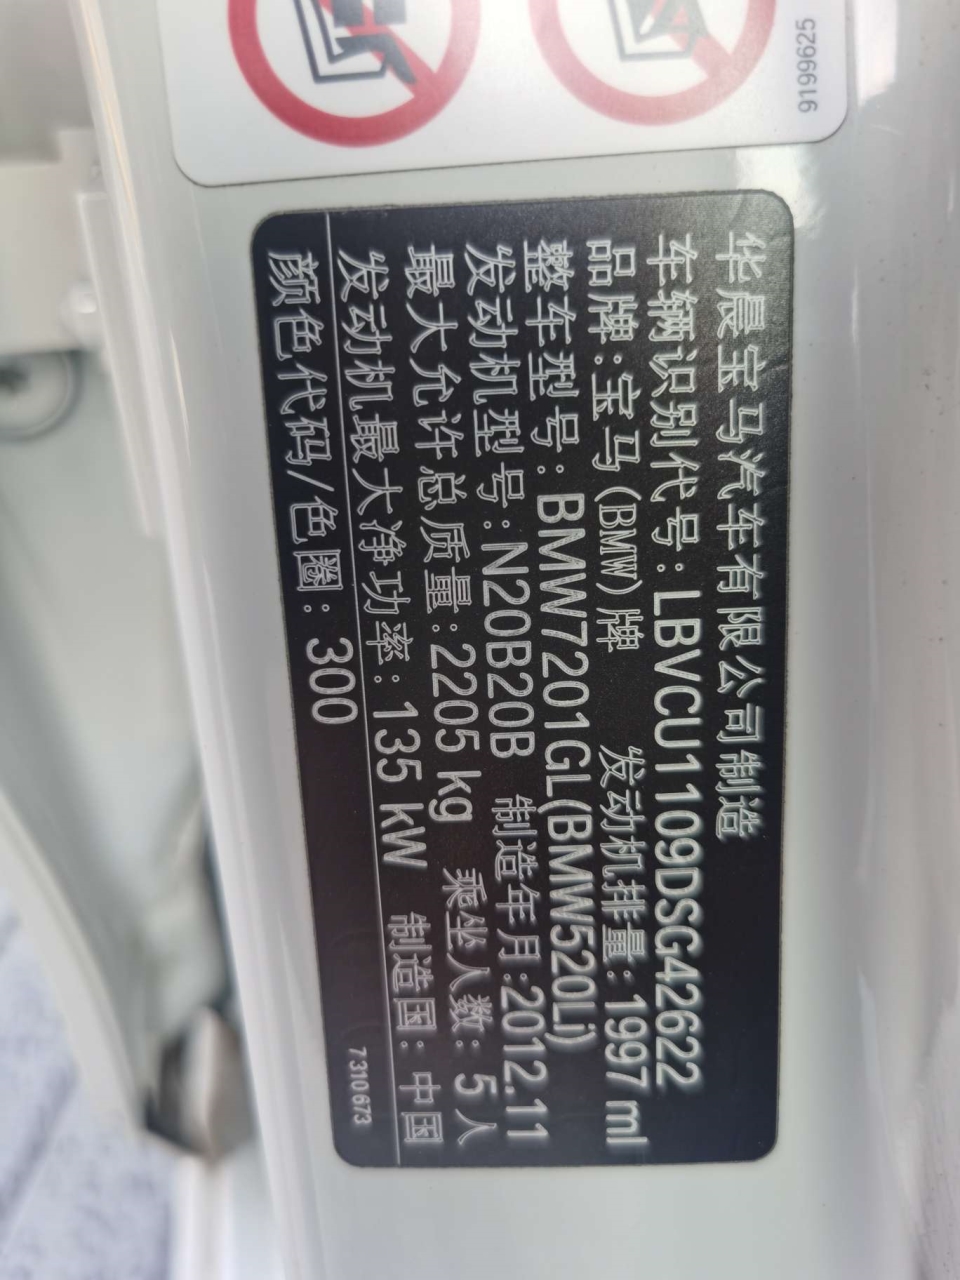 9199625
华晨宝马汽车有限公司制造
车辆识别代号:LBVCU1109DSG42622
品牌:宝马(BMW)牌 发动机排量:1997 ml
整车型号:BMW7201GL(BMW520Li)
发动机型号:N20B20B 制造年月:2012.11
最大允许总质量:2205 kg 乘坐人数:5人
发动机最大净功率:135 kW 制造国:中国
颜色代码/色圈:300 7310673